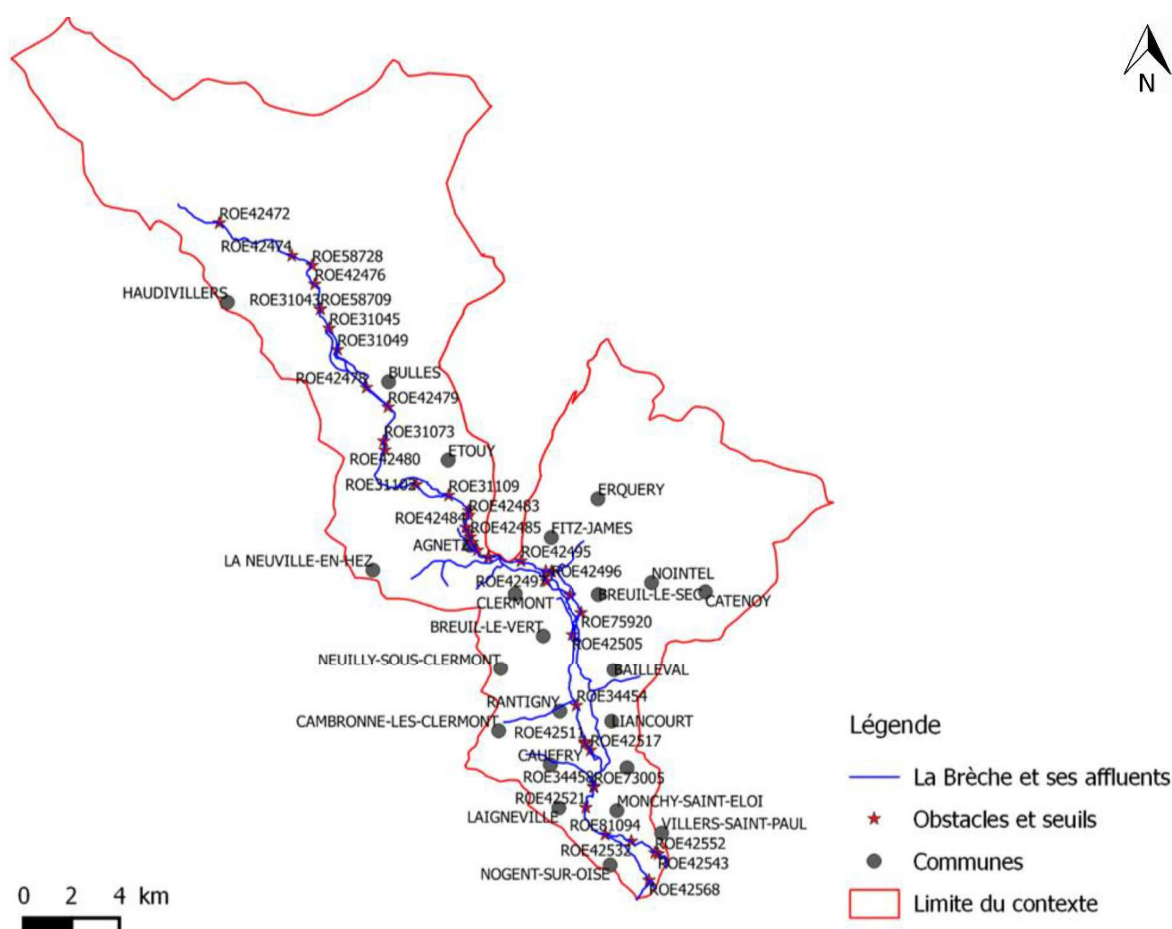 N
ROE42472
ROE42474
ROE58728
ROE42476
HAUDIVILLERS
ROE31043
ROE58709
ROE31045
ROE31049
ROE42478
BULLES
ROE42479
ROE31073
ETOUY
ROE42480
ROE31109
ROE42483
ERQUERY
ROE42484
ROE42485
FITZ-JAMES
AGNETZ
ROE42495
LA NEUVILLE-EN-HEZ
ROE42496
NOINTEL
CLERMONT
BREUIL-LE-SEC
CATENOY
BREUIL-LE-VERT
ROE75920
ROE42505
NEUILLY-SOUS-CLERMONT
BAILLEVAL
RANTIGNY
ROE34454
CAMBRONNE-LES-CLERMONT
LIANCOURT
Légende
ROE42517
CAUFFRY
La Brèche et ses affluents
ROE73005
ROE42521
MONCHY-SAINT-ELOI
LAIGNEVILLE
Obstacles et seuils
ROE81094
VILLERS-SAINT-PAUL
ROE42552
ROE42532
ROE42543
Communes
NOGENT-SUR-OISE
ROE42568
0 2 4 km
Limite du contexte